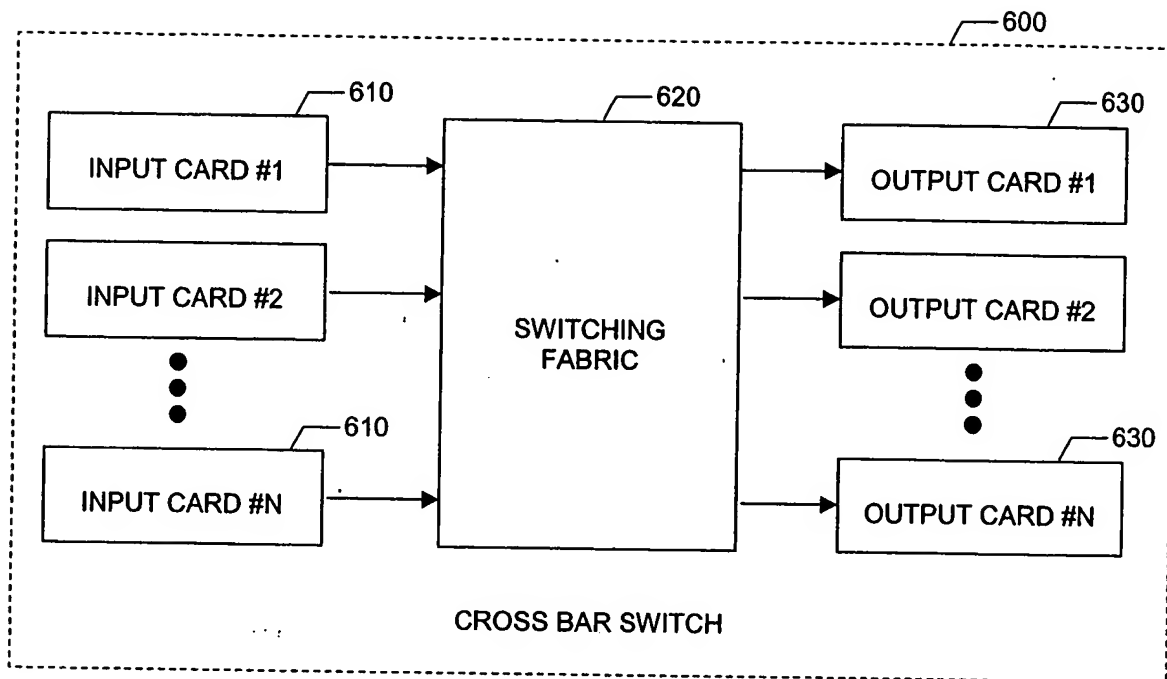 600
610
620
630
INPUT CARD #1
OUTPUT CARD #1
INPUT CARD #2
OUTPUT CARD #2
SWITCHING
FABRIC
610
630
INPUT CARD #N
OUTPUT CARD #N
CROSS BAR SWITCH